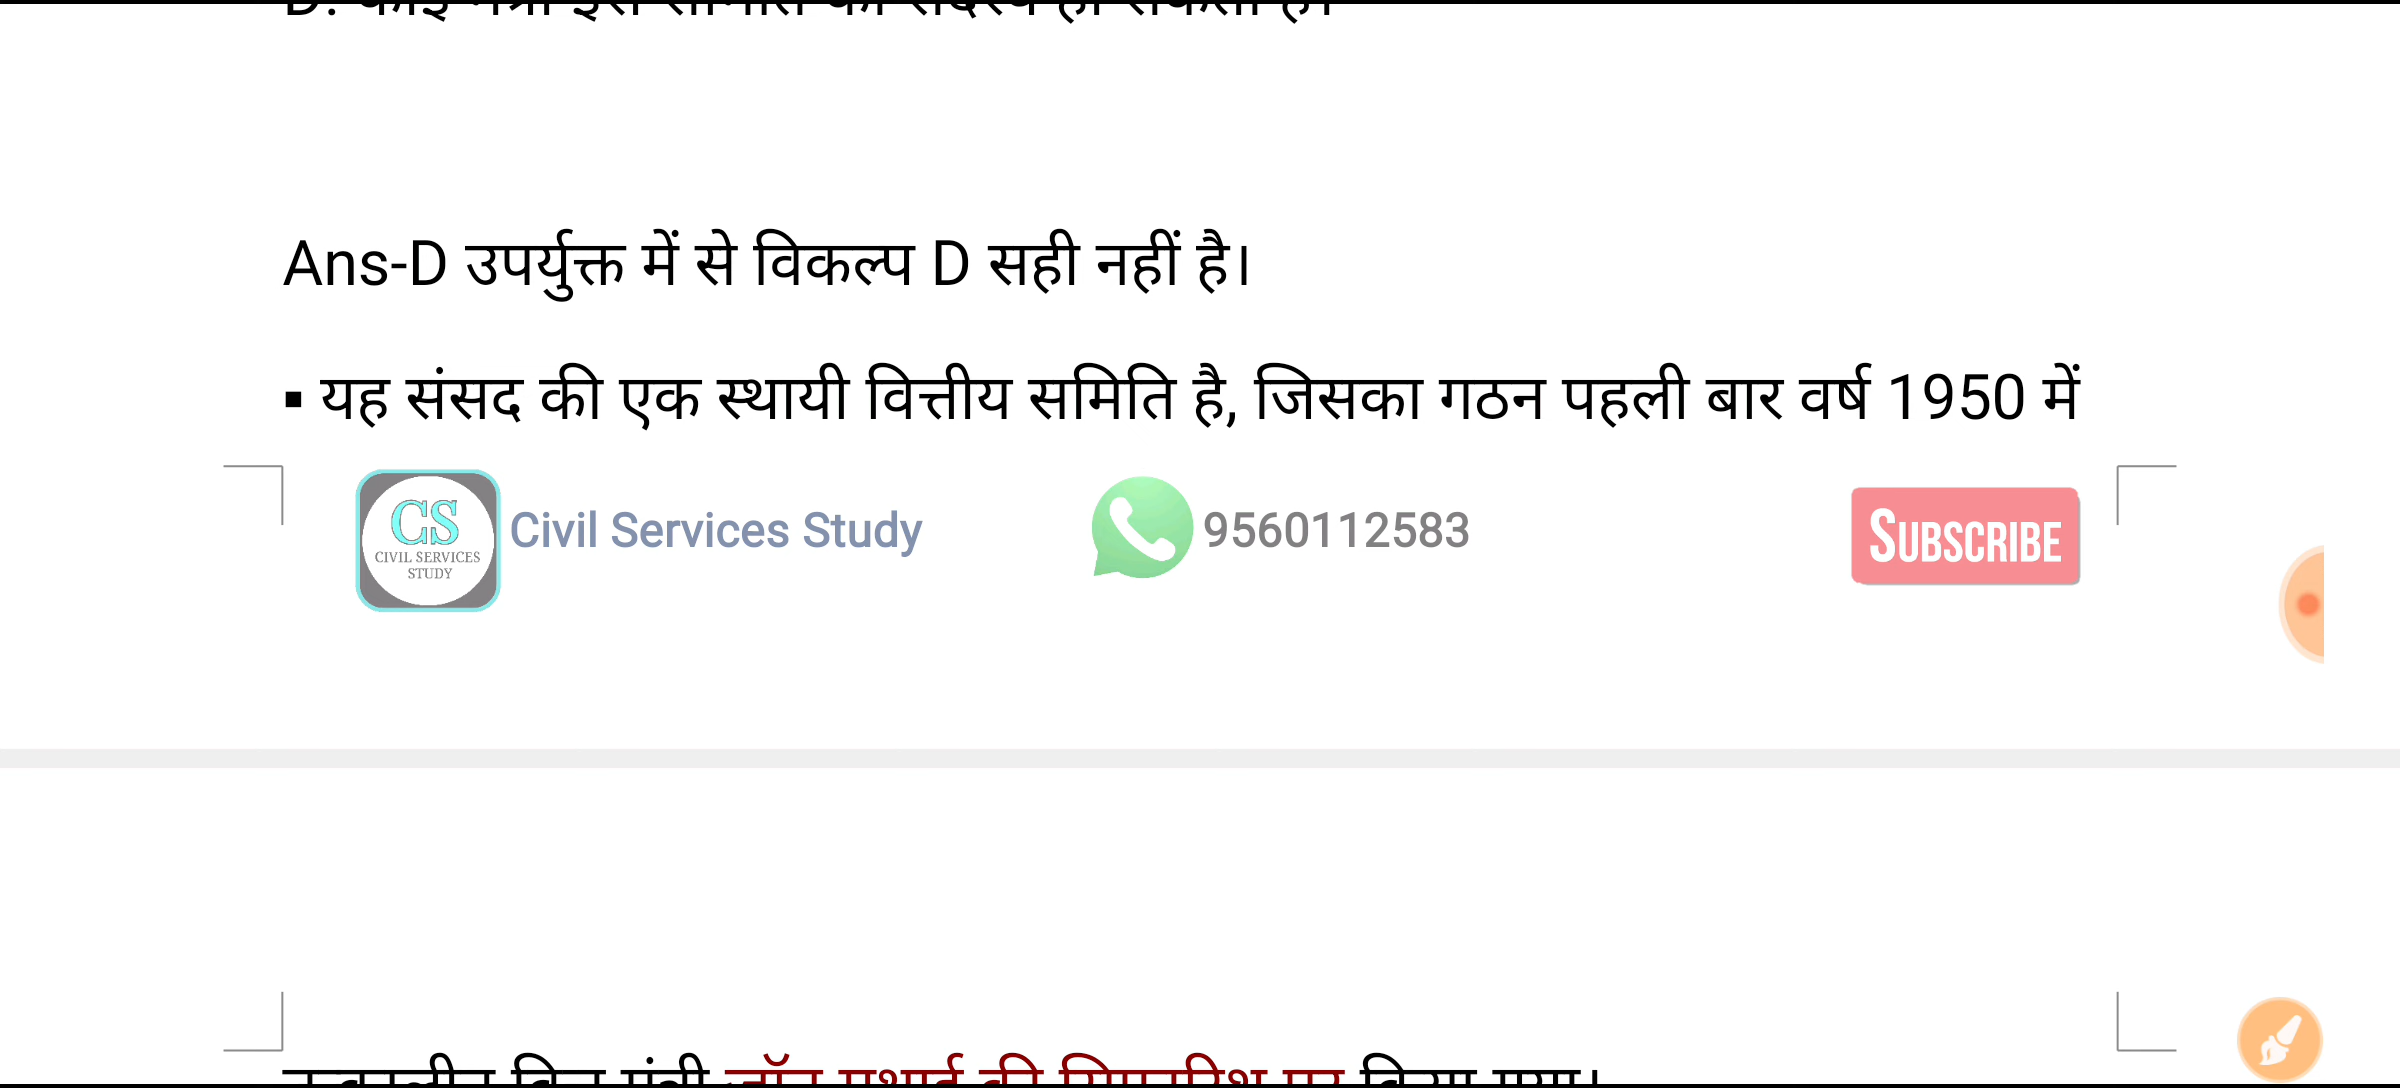 Ans-D उपर्युक्त में से विकल्प D सही नहीं है।
▪ यह संसद की एक स्थायी वित्तीय समिति है, जिसका गठन पहली बार वर्ष 1950 में
CS
CIVIL SERVICES
STUDY
Civil Services Study
9560112583
SUBSCRIBE